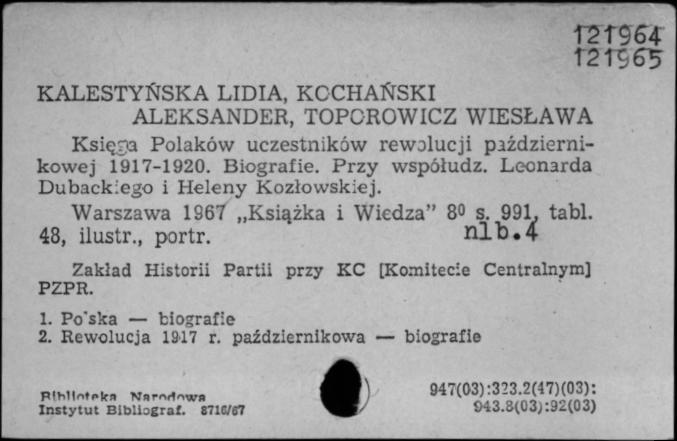 121964
121965
KALESTYŃSKA LIDIA, KOCHAŃSKI
ALEKSANDER, TOPOROWICZ WIESŁAWA
Księga Polaków uczestników rewolucji październi-
kowej 1917-1920. Biografie. Przy współudz. Leonarda
Dubackiego i Heleny Kozłowskiej.
Warszawa 1967 „Książka i Wiedza” 8⁰ s. 991, tabl.
48, ilustr., portr. nlb.4
Zakład Historii Partii przy KC [Komitecie Centralnym]
PZPR.
1. Polska — biografie
2. Rewolucja 1917 r. październikowa — biografie
Biblioteka Narodowa
Instytut Bibliograf. 8716/67
947(03):323.2(47)(03):
943.8(03):92(03)